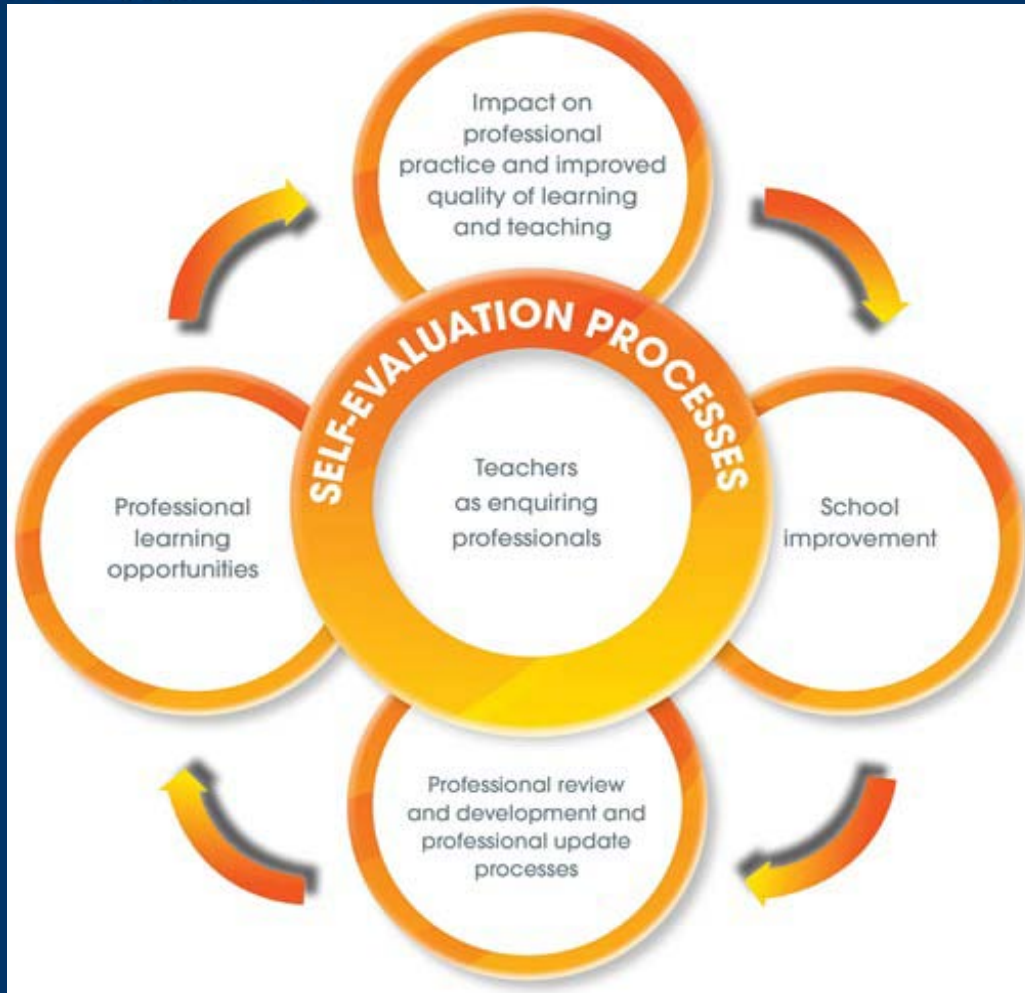 Impact on
professional
practice and improved
quality of learning
and teaching
SELF-EVALUATION PROCESSES
Teachers
as enquiring
professionals
Professional
learning
opportunities
School
improvement
Professional review
and development and
professional update
processes